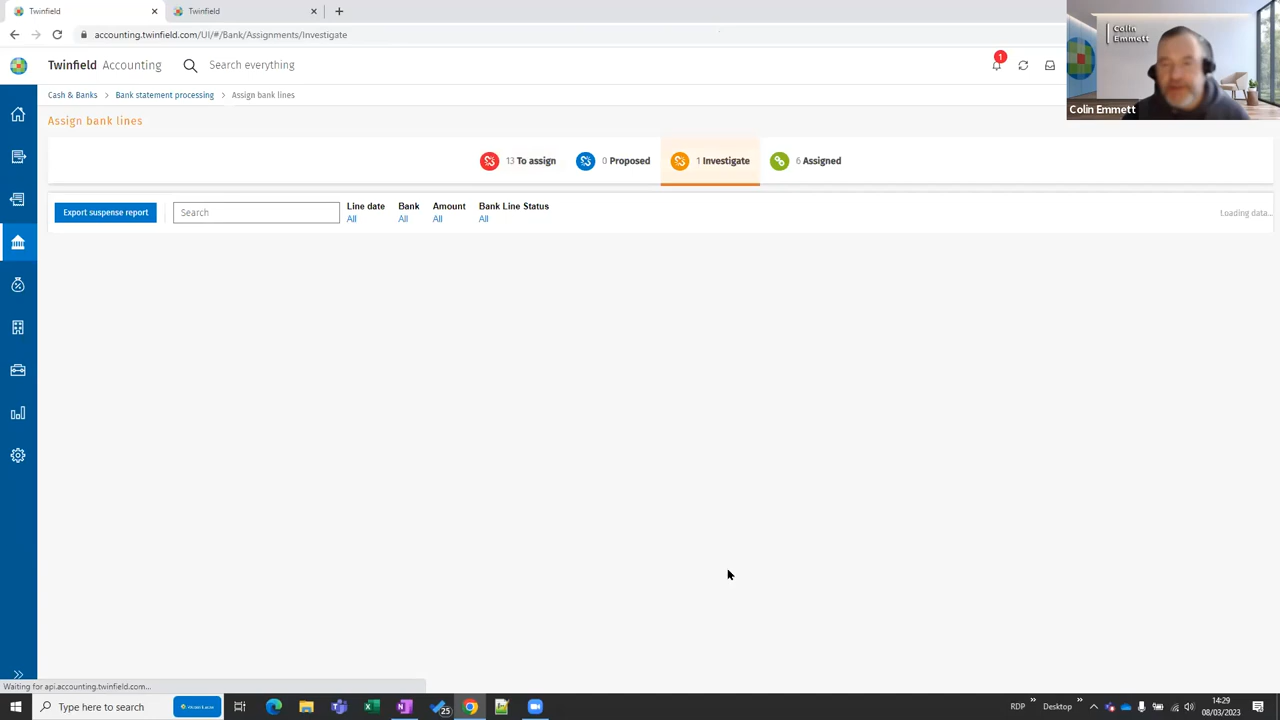 Twinfield
Twinfield
accounting.twinfield.com/UI/#/Bank/Assignments/Investigate
Colin
Emmett
Colin Emmett
Twinfield Accounting
Search everything
1
Cash & Banks > Bank statement processing > Assign bank lines
Assign bank lines
13 To assign
0 Proposed
1 Investigate
6 Assigned
Export suspense report
Search
Line date
All
Bank
All
Amount
All
Bank Line Status
All
Loading data...
Waiting for api.accounting.twinfield.com...
Type here to search
25
RDP
Desktop
14:29
08/03/2023